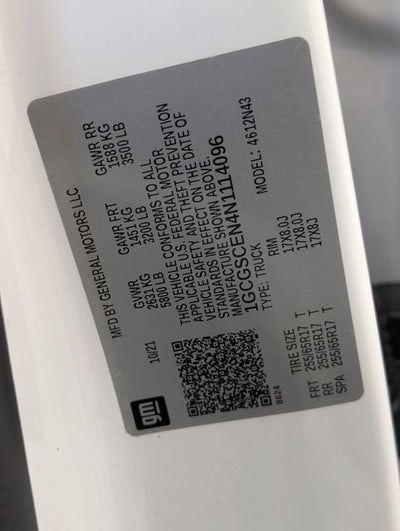 gm
MFD BY GENERAL MOTORS LLC
10/21
GVWR GAWR FRT GAWR RR
2631 KG 1451 KG 1588 KG
5800 LB 3200 LB 3500 LB
THIS VEHICLE CONFORMS TO ALL
APPLICABLE U.S. FEDERAL MOTOR
VEHICLE SAFETY AND THEFT PREVENTION
STANDARDS IN EFFECT ON THE DATE OF
MANUFACTURE SHOWN ABOVE.
1GCGSCEN4N1114096
TYPE: TRUCK MODEL: 4612N43
8624
TIRE SIZE RIM
FRT 255/65R17 T 17X8.0J
RR 255/65R17 T 17X8.0J
SPA 255/65R17 T 17X8J